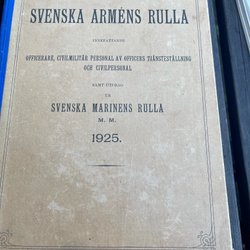 SVENSKA ARMÉNS RULLA
INNEFATTANDE
OFFICERARE, CIVILMILITÄR PERSONAL AV OFFICERS TJÄNSTESTÄLLNING
OCH CIVILPERSONAL
SAMT UTDRAG
UR
SVENSKA MARINENS RULLA
M. M.
1925.